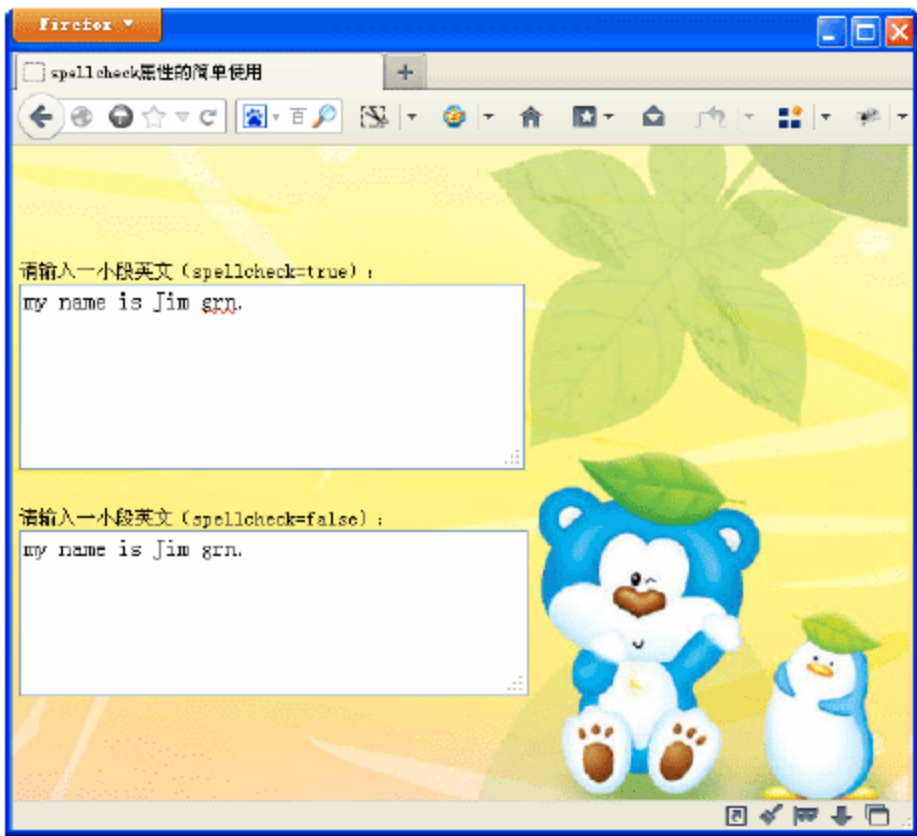 Firefox
spellcheck属性的简单使用
百
请输入一小段英文（spellcheck=true）：
my name is Jim grn.
请输入一小段英文（spellcheck=false）：
my name is Jim grn.